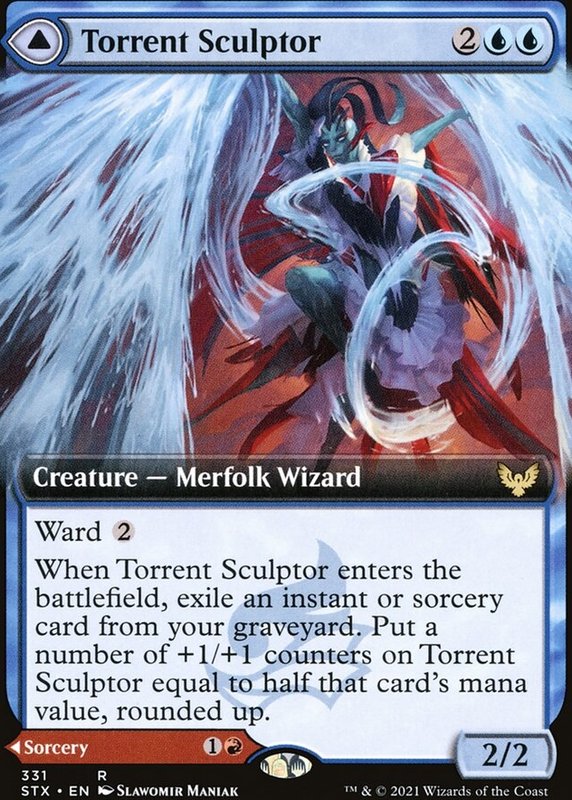 Torrent Sculptor 2
Creature — Merfolk Wizard
Ward 2
When Torrent Sculptor enters the
battlefield, exile an instant or sorcery
card from your graveyard. Put a
number of +1/+1 counters on Torrent
Sculptor equal to half that card's mana
value, rounded up.
Sorcery 1
2/2
331 R
STX • EN Slawomir Maniak
™ & © 2021 Wizards of the Coast